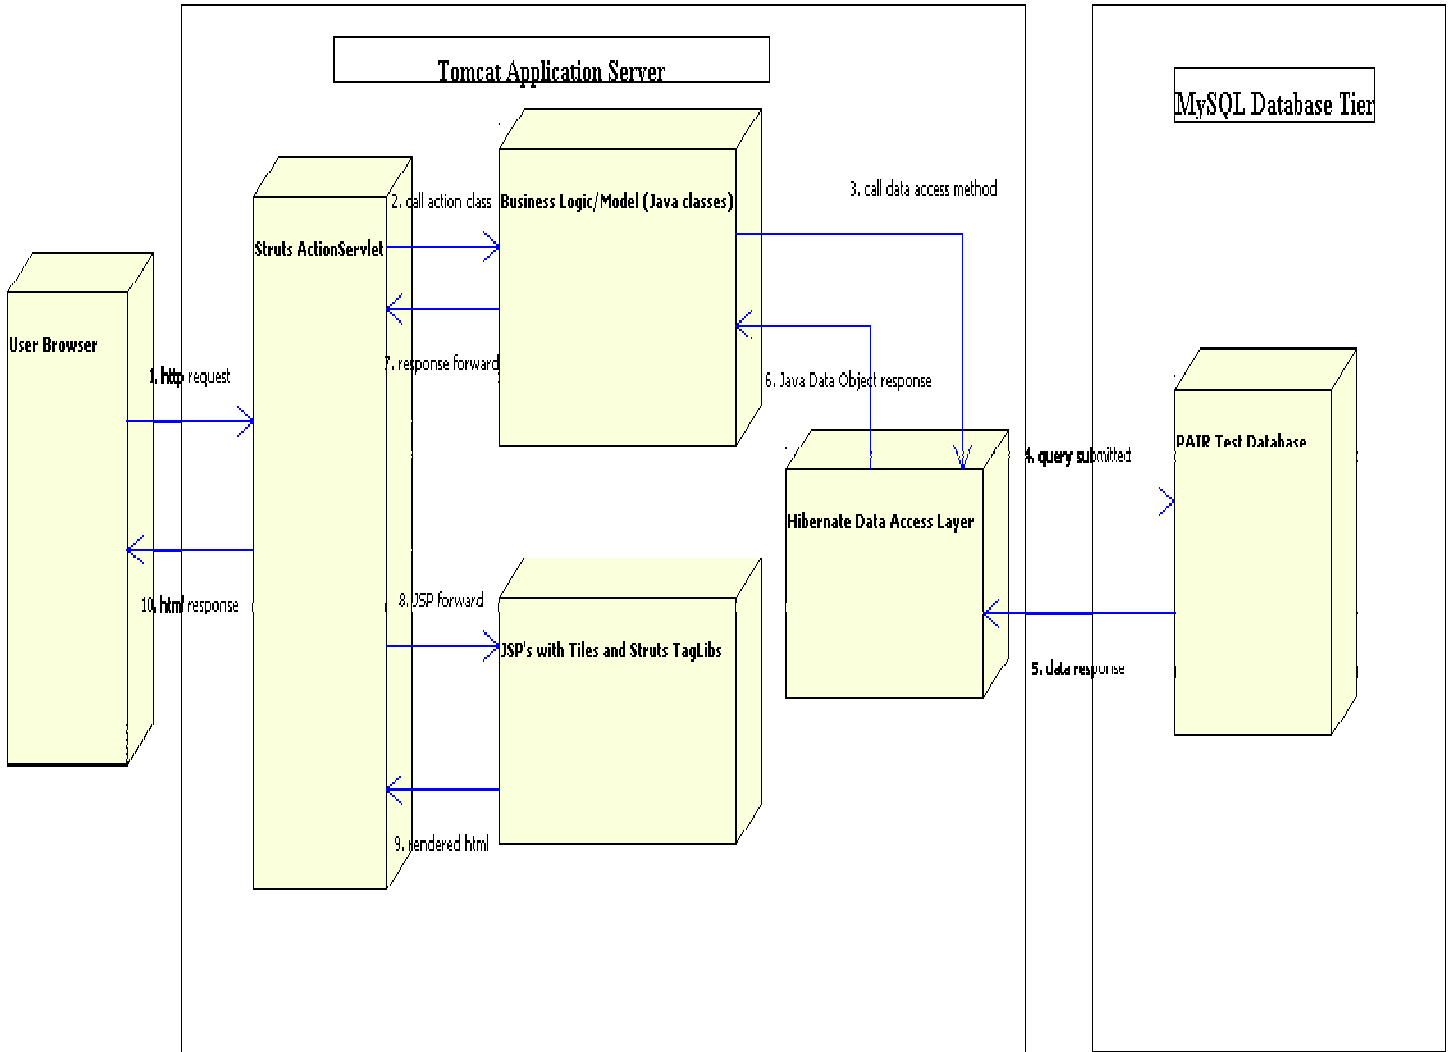 Tomcat Application Server
MySQL Database Tier
2. call action class
Business Logic/Model (Java classes)
3. call data access method
Struts ActionServlet
User Browser
1. http request
7. response forward
6. Java Data Object response
4. query submitted
PATR Test Database
Hibernate Data Access Layer
10. html response
8. JSP forward
JSP's with Tiles and Struts TagLibs
5. data response
9. rendered html